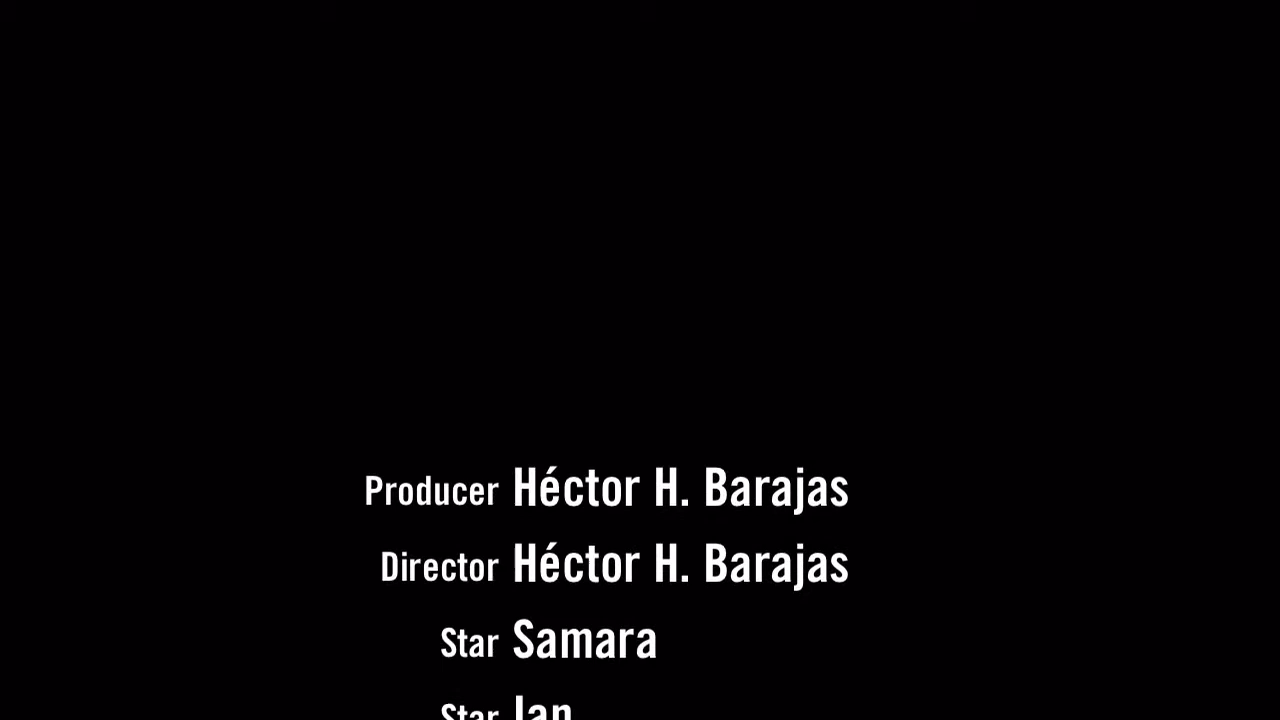 Producer Héctor H. Barajas
Director Héctor H. Barajas
Star Samara
Star